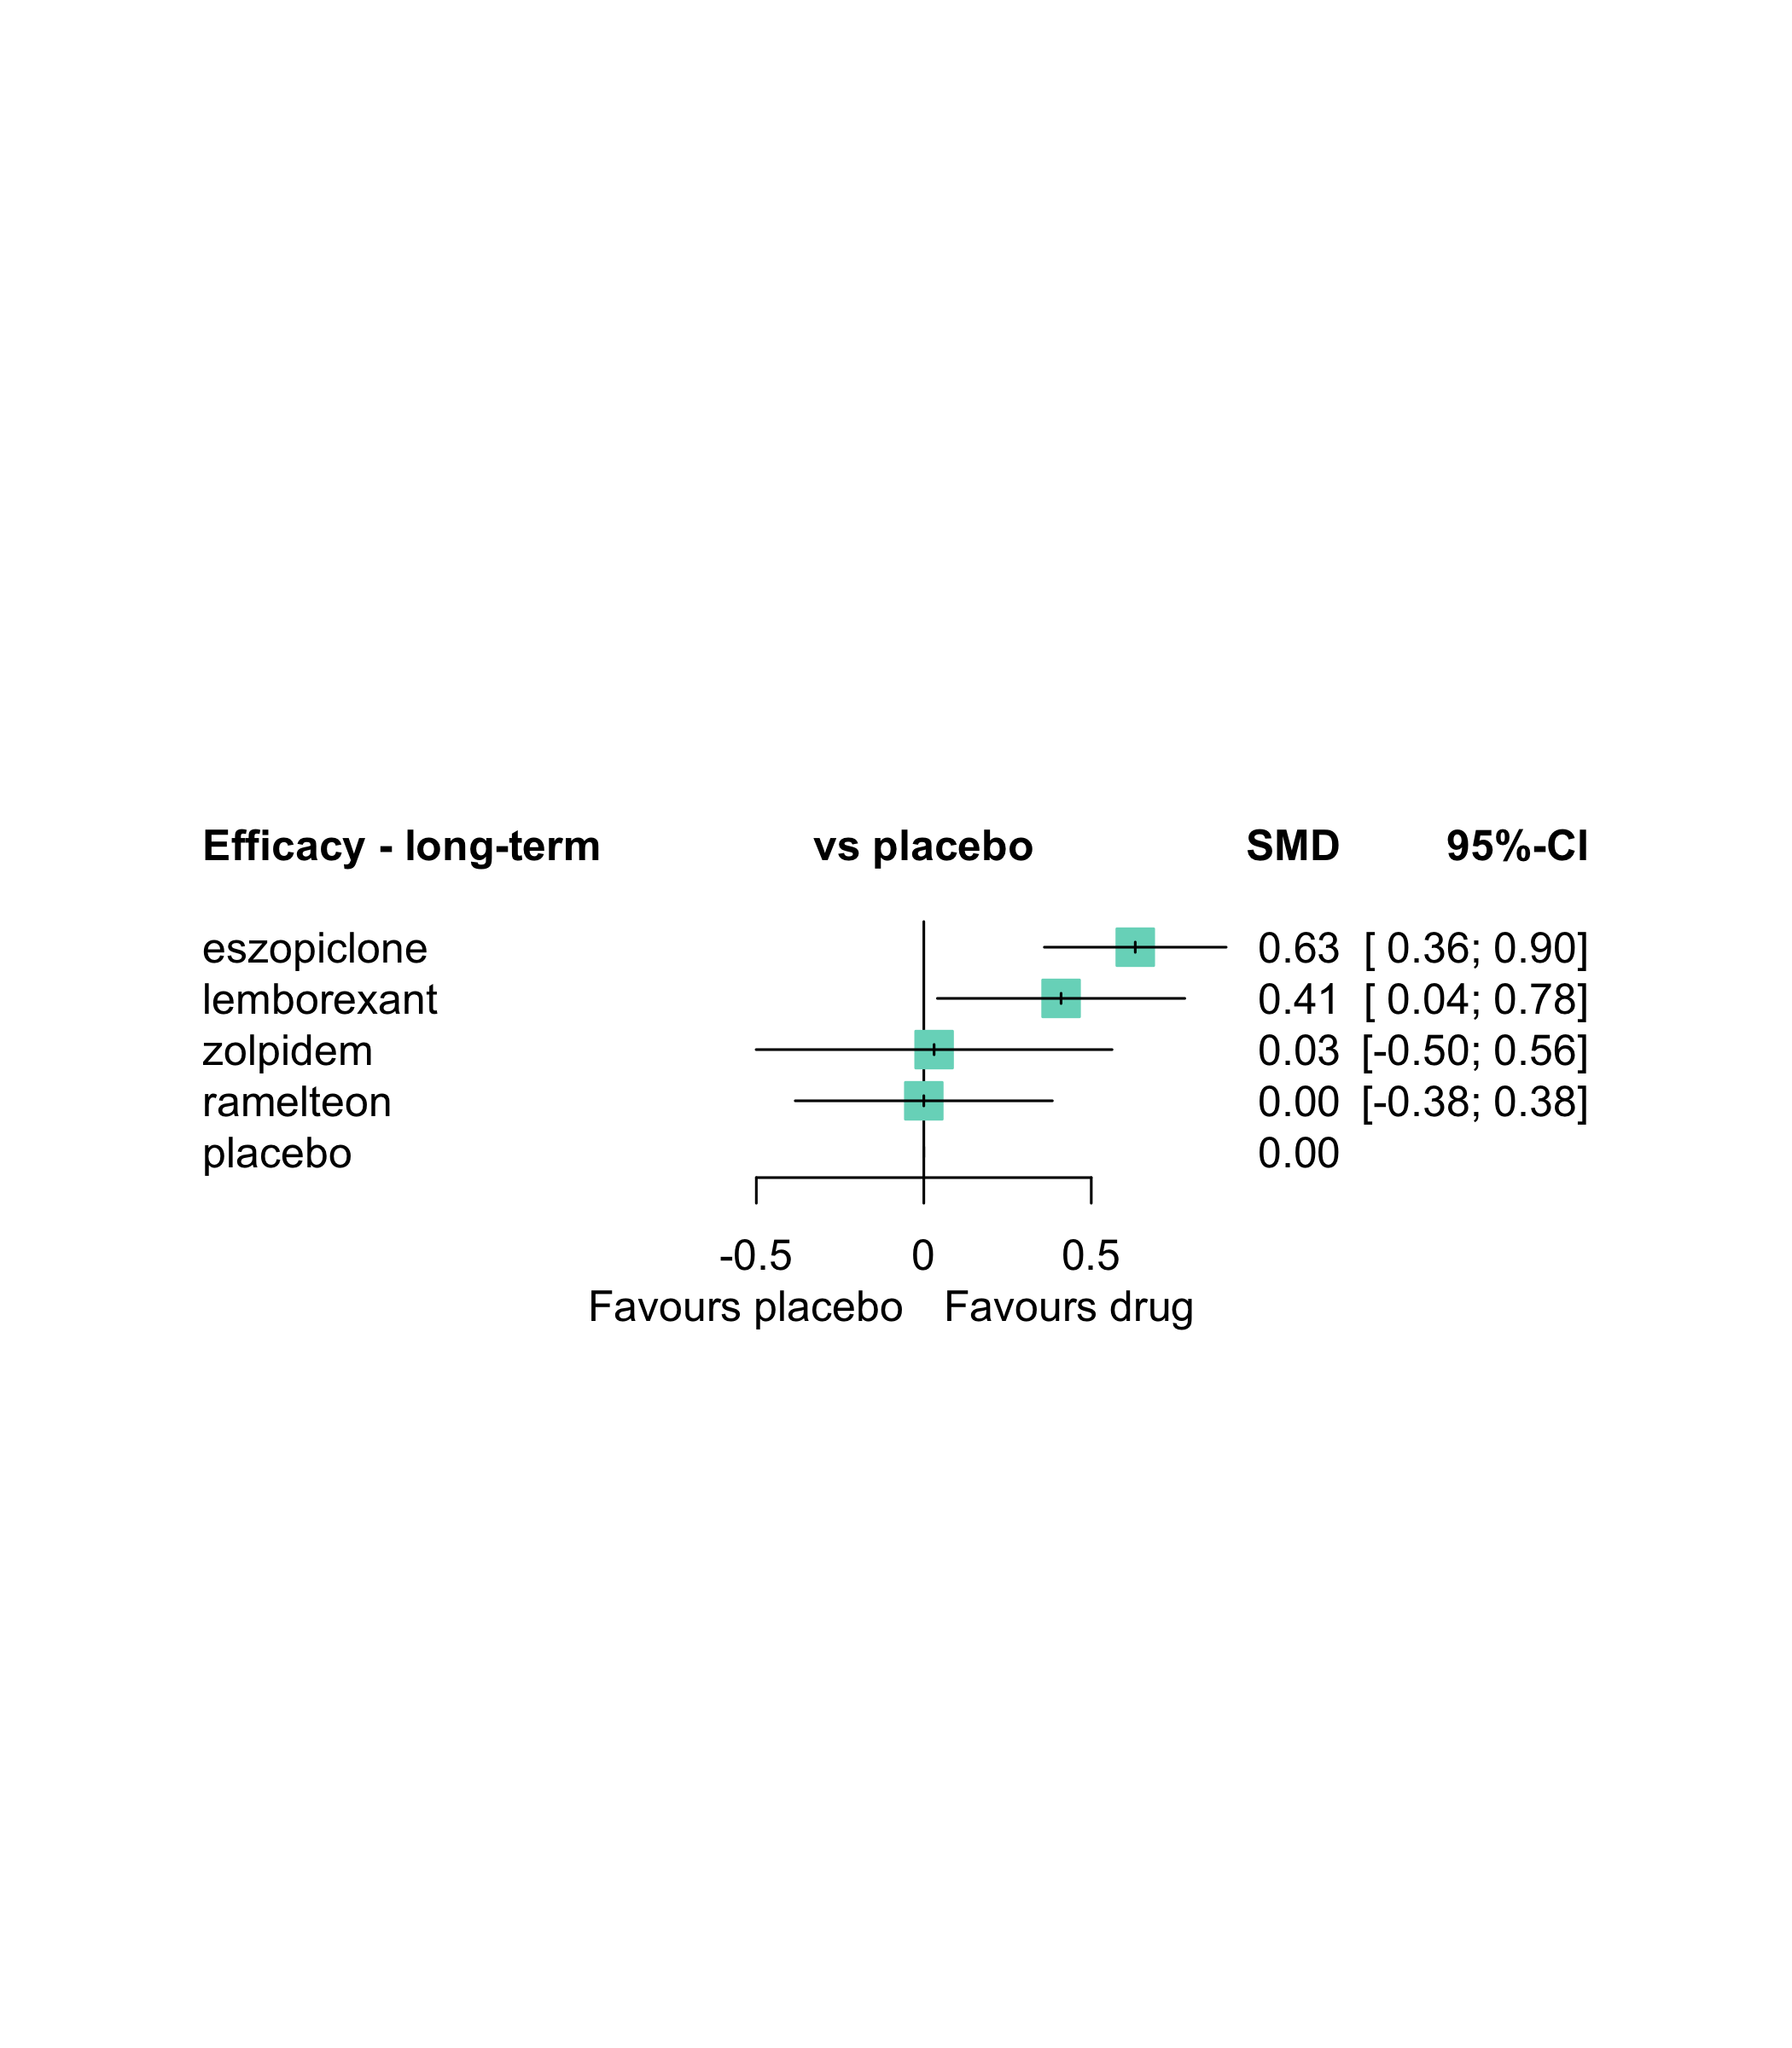 Efficacy - long-term vs placebo SMD 95%-CI
eszopiclone 0.63 [ 0.36; 0.90]
lemborexant 0.41 [ 0.04; 0.78]
zolpidem 0.03 [-0.50; 0.56]
ramelteon 0.00 [-0.38; 0.38]
placebo 0.00
-0.5 0 0.5
Favours placebo Favours drug